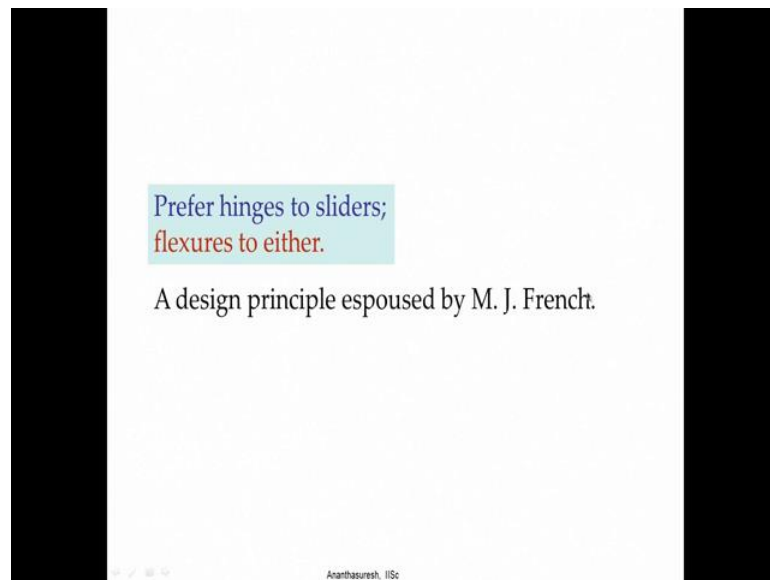 Prefer hinges to sliders;
flexures to either.
A design principle espoused by M. J. French.
Ananthasuresh, IISc